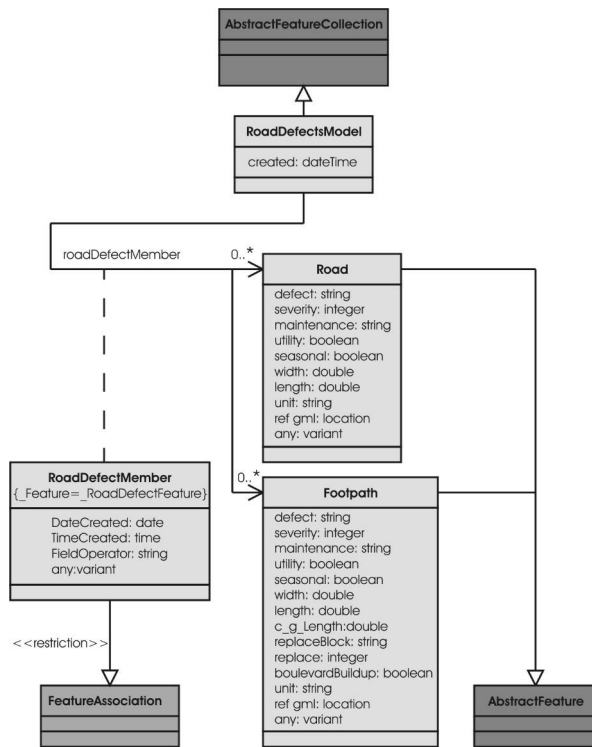 AbstractFeatureCollection
RoadDefectsModel
created: dateTime
roadDefectMember
0..*
Road
defect: string
severity: integer
maintenance: string
utility: boolean
seasonal: boolean
width: double
length: double
unit: string
ref gml: location
any: variant
RoadDefectMember
{_Feature=_RoadDefectFeature}
DateCreated: date
TimeCreated: time
FieldOperator: string
any:variant
0..*
Footpath
defect: string
severity: integer
maintenance: string
utility: boolean
seasonal: boolean
width: double
length: double
c_g_Length:double
replaceBlock: string
replace: integer
boulevardBuildup: boolean
unit: string
ref gml: location
any: variant
<<restriction>>
FeatureAssociation
AbstractFeature